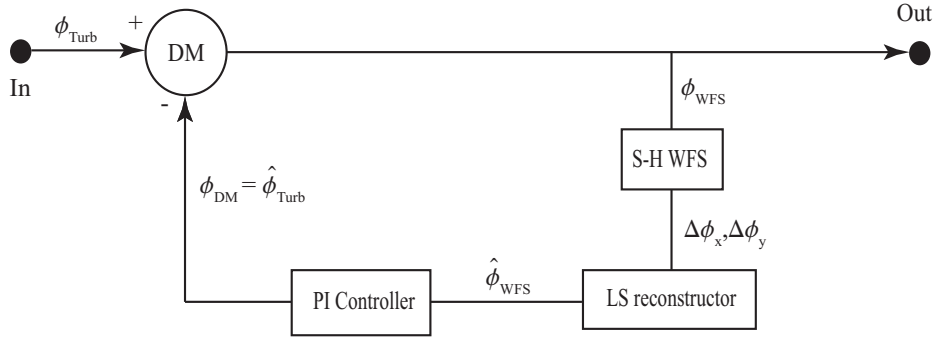 ϕ_Turb
+
Out
DM
In
-
ϕ_WFS
S-H WFS
ϕ_DM = ϕ̂_Turb
Δϕ_x,Δϕ_y
ϕ̂_WFS
PI Controller
LS reconstructor